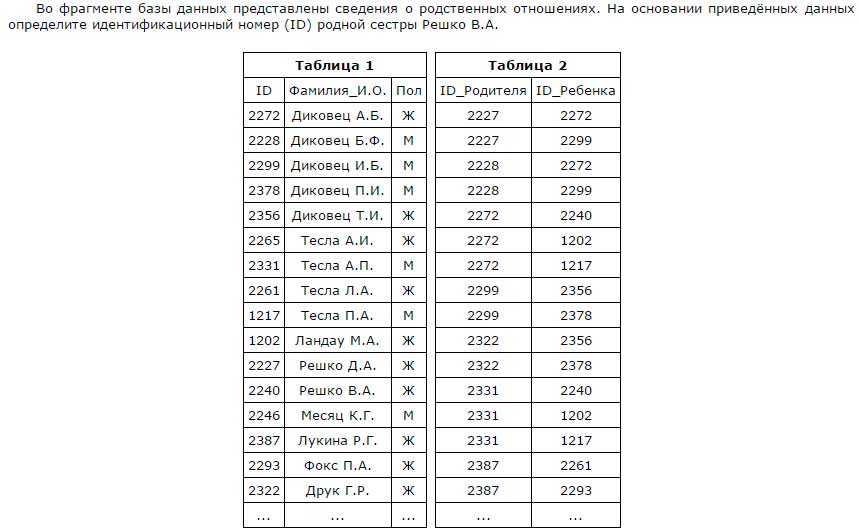 Во фрагменте базы данных представлены сведения о родственных отношениях. На основании приведённых данных
определите идентификационный номер (ID) родной сестры Решко В.А.
Таблица 1 Таблица 2
ID Фамилия_И.О. Пол ID_Родителя ID_Ребенка
2272 Диковец А.Б. Ж 2227 2272
2228 Диковец Б.Ф. М 2227 2299
2299 Диковец И.Б. М 2228 2272
2378 Диковец П.И. М 2228 2299
2356 Диковец Т.И. Ж 2272 2240
2265 Тесла А.И. Ж 2272 1202
2331 Тесла А.П. М 2272 1217
2261 Тесла Л.А. Ж 2299 2356
1217 Тесла П.А. М 2299 2378
1202 Ландау М.А. Ж 2322 2356
2227 Решко Д.А. Ж 2322 2378
2240 Решко В.А. Ж 2331 2240
2246 Месяц К.Г. М 2331 1202
2387 Лукина Р.Г. Ж 2331 1217
2293 Фокс П.А. Ж 2387 2261
2322 Друк Г.Р. Ж 2387 2293
... ... ... ... ...